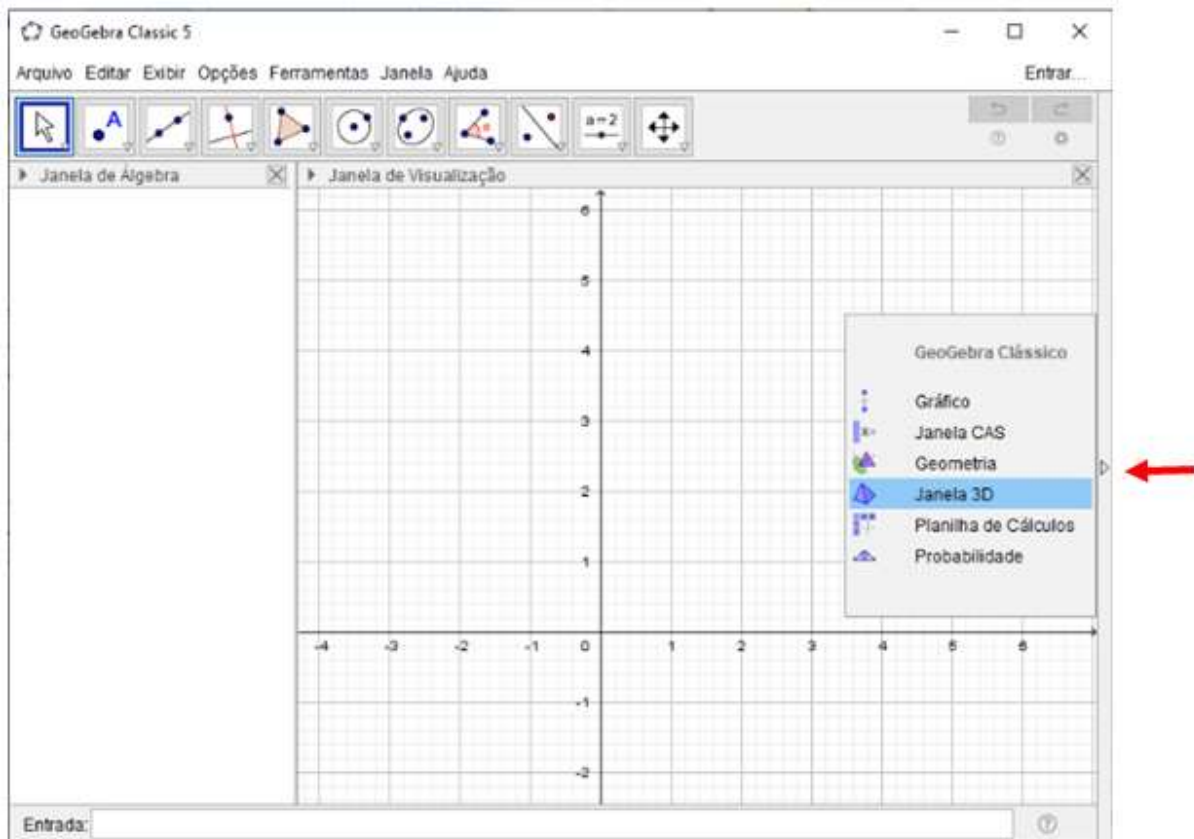 GeoGebra Classic 5
Arquivo Editar Exibir Opções Ferramentas Janela Ajuda Entrar...
A
a=2
Janela de Álgebra
Janela de Visualização
6
5
4
3
2
1
-4 -3 -2 -1 0 1 2 3 4 5 6
-1
-2
GeoGebra Clássico
Gráfico
Janela CAS
Geometria
Janela 3D
Planilha de Cálculos
Probabilidade
Entrada: